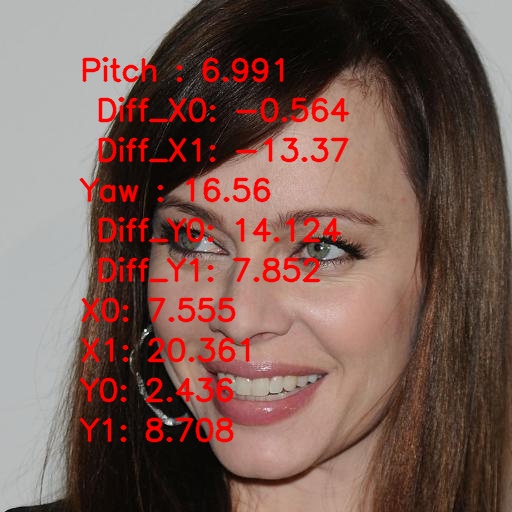 Pitch : 6.991
Diff_X0: -0.564
Diff_X1: -13.37
Yaw : 16.56
Diff_Y0: 14.124
Diff_Y1: 7.852
X0: 7.555
X1: 20.361
Y0: 2.436
Y1: 8.708